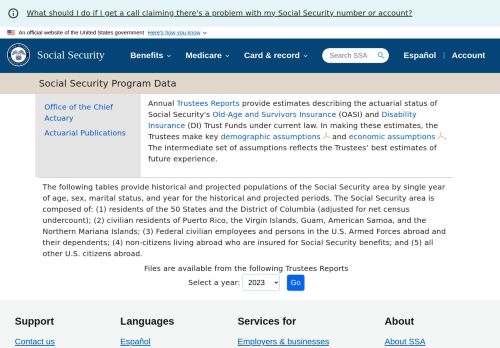 What should I do if I get a call claiming there's a problem with my Social Security number or account?
An official website of the United States government Here's how you know
Social Security
Benefits
Medicare
Card & record
Search SSA
Español
Account
Social Security Program Data
Office of the Chief
Actuary
Actuarial Publications
Annual Trustees Reports provide estimates describing the actuarial status of
Social Security's Old-Age and Survivors Insurance (OASI) and Disability
Insurance (DI) Trust Funds under current law. In making these estimates, the
Trustees make key demographic assumptions and economic assumptions.
The intermediate set of assumptions reflects the Trustees' best estimates of
future experience.
The following tables provide historical and projected populations of the Social Security area by single year
of age, sex, marital status, and year for the historical and projected periods. The Social Security area is
composed of: (1) residents of the 50 States and the District of Columbia (adjusted for net census
undercount); (2) civilian residents of Puerto Rico, the Virgin Islands, Guam, American Samoa, and the
Northern Mariana Islands; (3) Federal civilian employees and persons in the U.S. Armed Forces abroad and
their dependents; (4) non-citizens living abroad who are insured for Social Security benefits; and (5) all
other U.S. citizens abroad.
Files are available from the following Trustees Reports
Select a year: 2023 Go
Support
Languages
Services for
About
Contact us
Español
Employers & businesses
About SSA